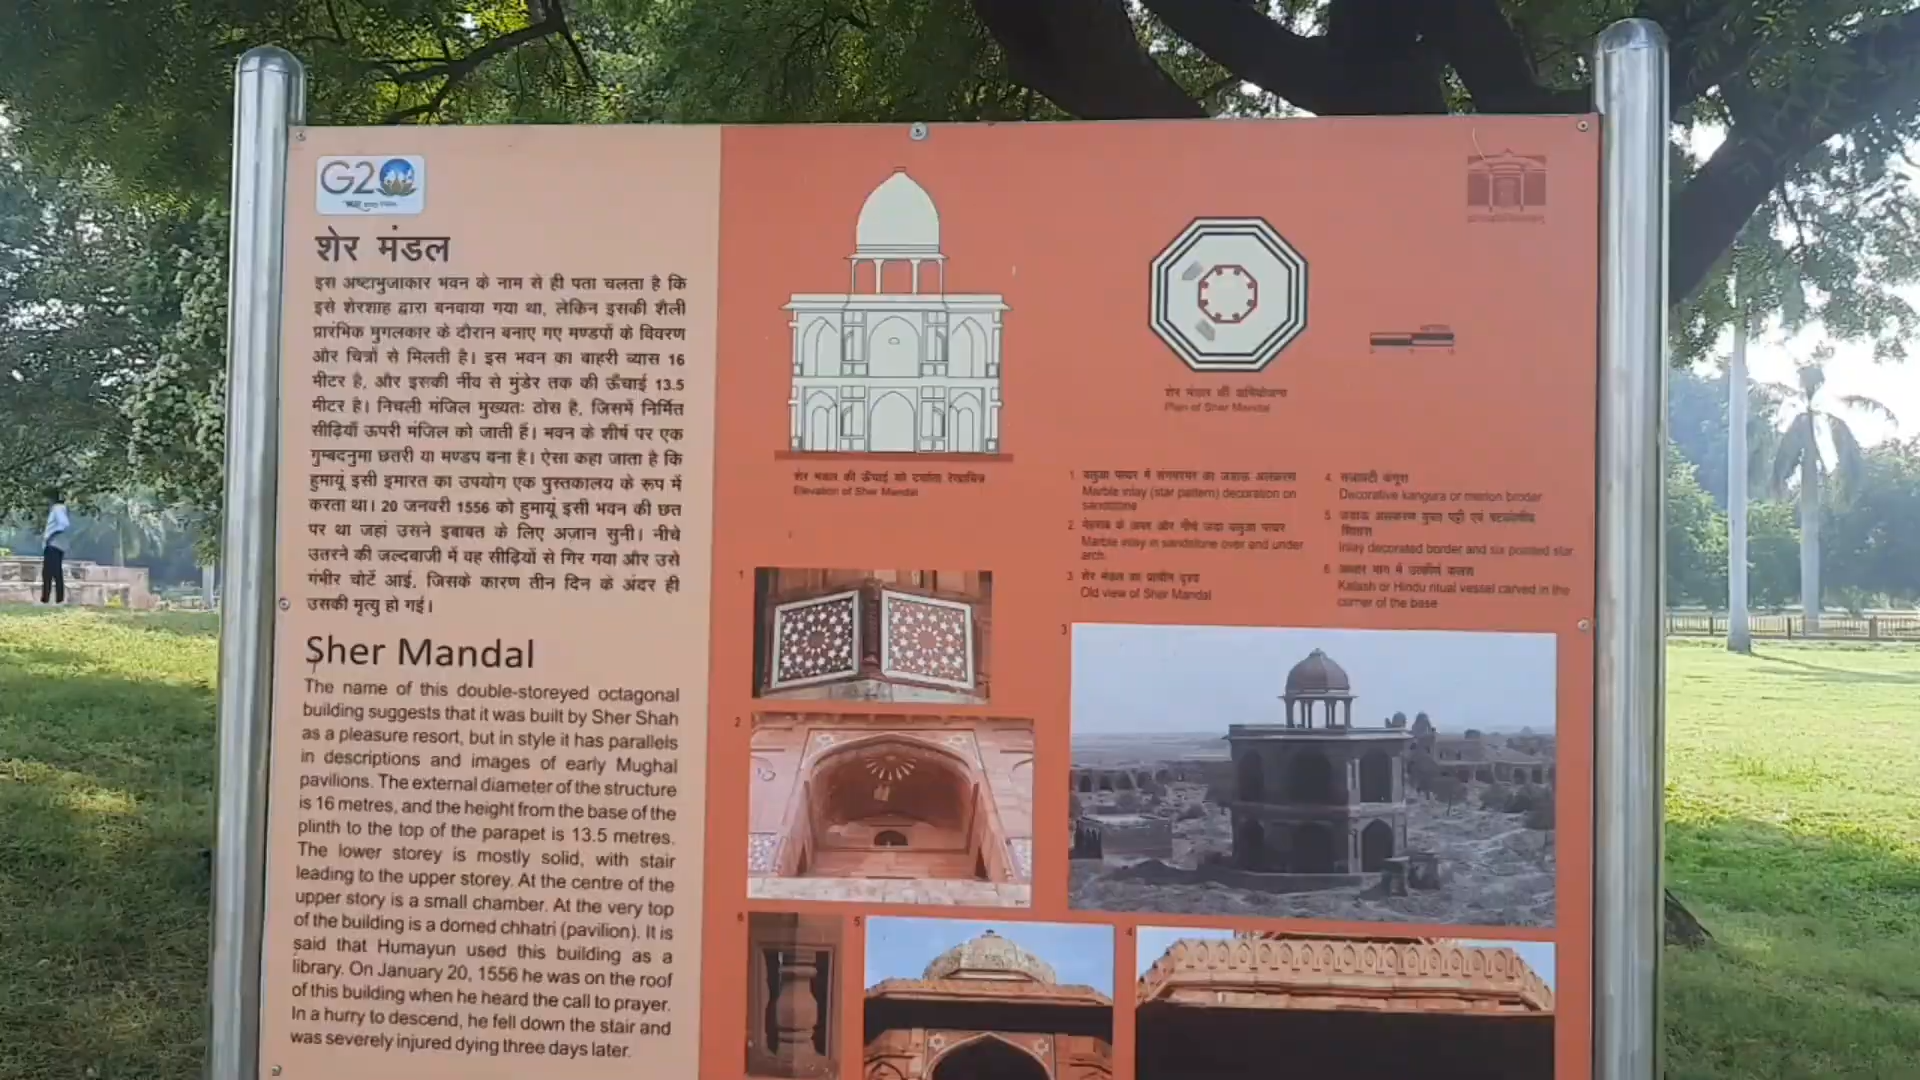 G20
शेर मंडल
इस अष्टाभुजाकार भवन के नाम से ही पता चलता है कि
इसे शेरशाह द्वारा बनवाया गया था, लेकिन इसकी शैली
प्रारंभिक मुगलकार के दौरान बनाए गए मण्डपों के विवरण
और चित्रों से मिलती है। इस भवन का बाहरी व्यास 16
मीटर है, और इसकी नींव से मुंडेर तक की ऊँचाई 13.5
मीटर है। निचली मंजिल मुख्यतः ठोस है, जिसमें निर्मित
सीढ़ियाँ ऊपरी मंजिल को जाती हैं। भवन के शीर्ष पर एक
गुम्बदनुमा छतरी या मण्डप बना है। ऐसा कहा जाता है कि
हुमायूं इसी इमारत का उपयोग एक पुस्तकालय के रूप में
करता था। 20 जनवरी 1556 को हुमायूं इसी भवन की छत
पर था जहां उसने इबादत के लिए अज़ान सुनी। नीचे
उतरने की जल्दबाजी में वह सीढ़ियों से गिर गया और उसे
गंभीर चोटें आई, जिसके कारण तीन दिन के अंदर ही
उसकी मृत्यु हो गई।
Sher Mandal
The name of this double-storeyed octagonal
building suggests that it was built by Sher Shah
as a pleasure resort, but in style it has parallels
in descriptions and images of early Mughal
pavilions. The external diameter of the structure
is 16 metres, and the height from the base of the
plinth to the top of the parapet is 13.5 metres.
The lower storey is mostly solid, with stair
leading to the upper storey. At the centre of the
upper story is a small chamber. At the very top
of the building is a domed chhatri (pavilion). It is
said that Humayun used this building as a
library. On January 20, 1556 he was on the roof
of this building when he heard the call to prayer.
In a hurry to descend, he fell down the stair and
was severely injured dying three days later.
शेर मंडल की ऊँचाई को दर्शाता रेखाचित्र
Elevation of Sher Mandal
शेर मंडल की
Plan of Sher Mandal
METERS
1. बलुआ पत्थर में संगमरमर का जड़ाऊ अलंकरण
Marble inlay (star pattern) decoration on
sandstone
2. मेहराब के ऊपर और नीचे जड़ा बलुआ पत्थर
Marble inlay in sandstone over and under
arch.
3. शेर मंडल का प्राचीन दृश्य
Old view of Sher Mandal
4. सजावटी कंगूरा
Decorative kangura or merlon broder
5. जड़ाऊ अलंकरण युक्त पट्टी एवं षटकोणीय
सितारा
Inlay decorated border and six pointed star
6. आधार भाग में उत्कीर्ण कलश
Kalash or Hindu ritual vessel carved in the
corner of the base
1
2
3
6
5
4